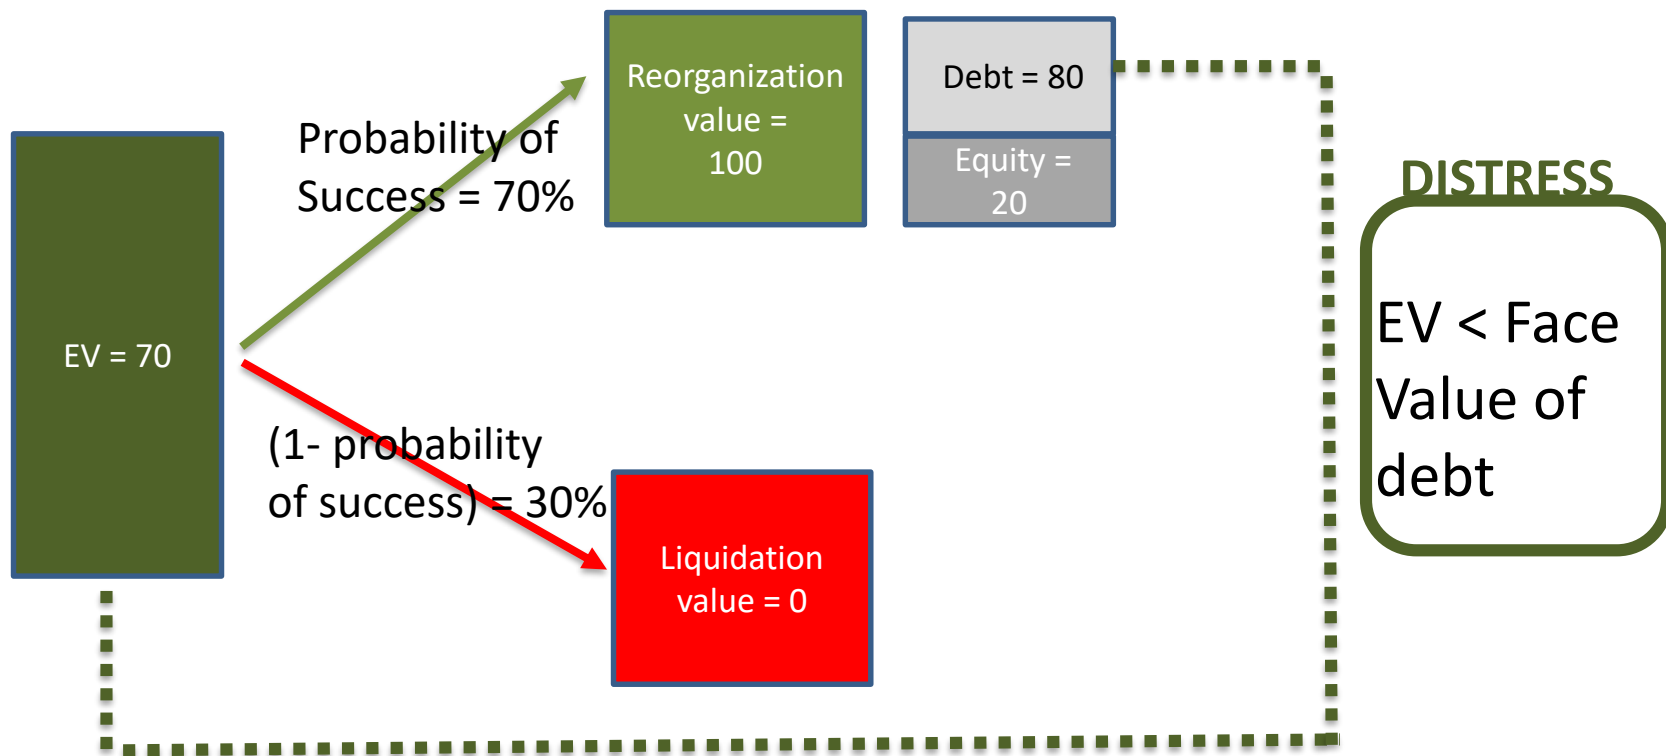 EV = 70
Probability of
Success = 70%
(1- probability
of success) = 30%
Reorganization
value =
100
Debt = 80
Equity =
20
Liquidation
value = 0
DISTRESS
EV < Face
Value of
debt